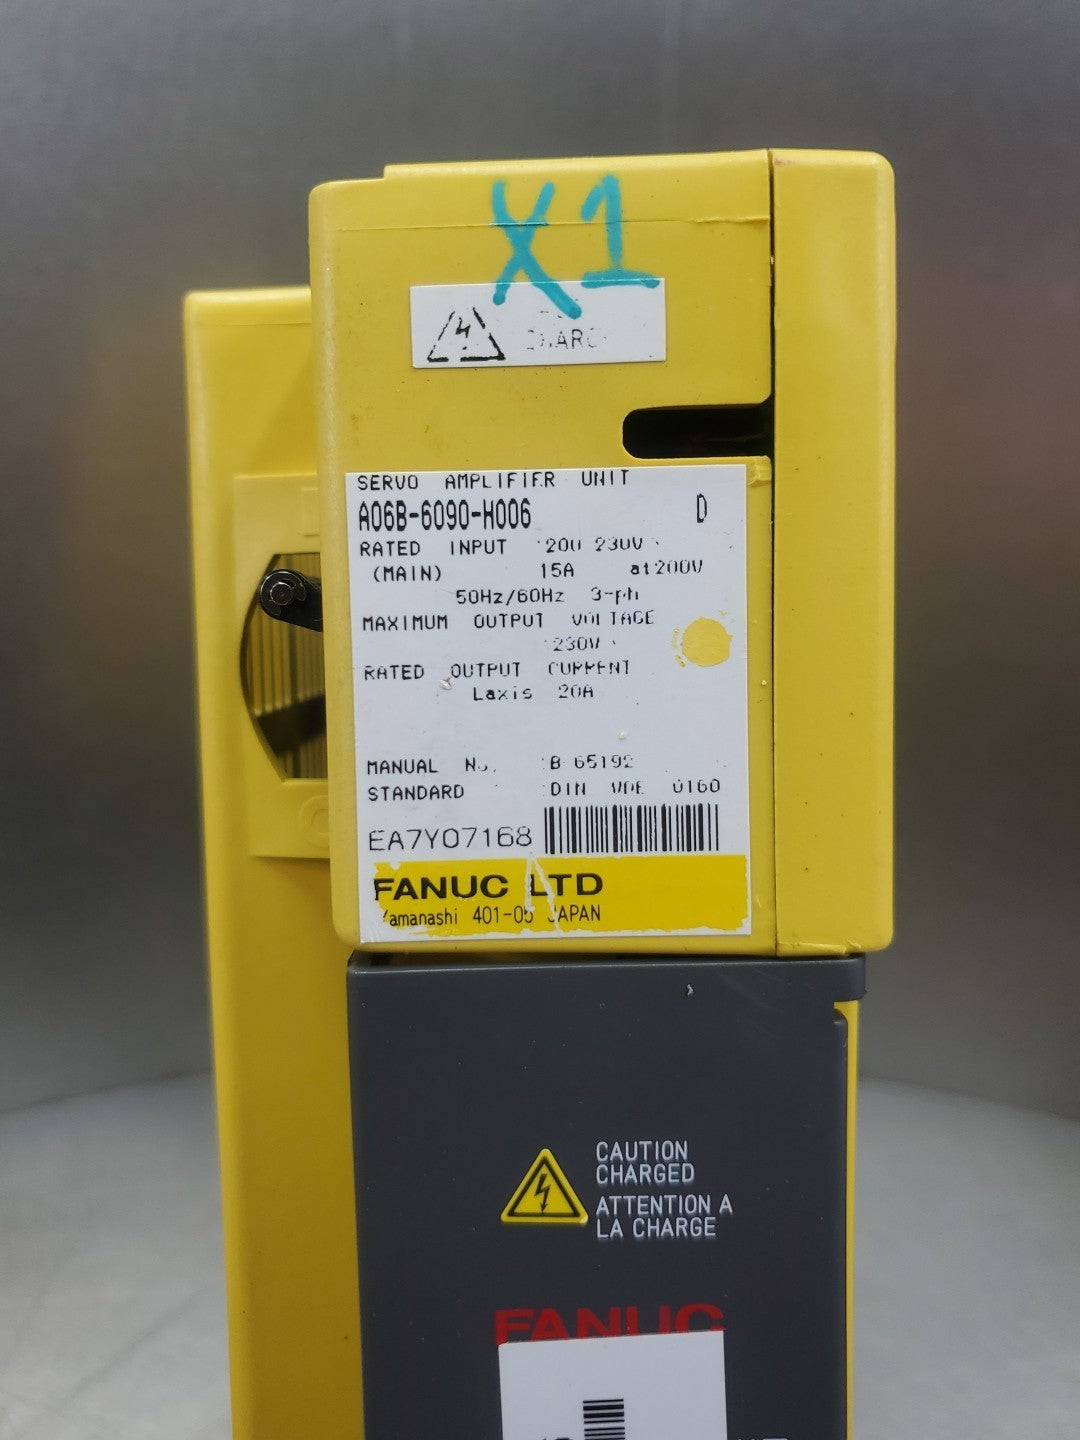 X1
SERVO AMPLIFIER UNIT
A06B-6090-H006 D
RATED INPUT 200 230V
(MAIN) 15A at200V
50Hz/60Hz 3-ph
MAXIMUM OUTPUT VOLTAGE
230V
RATED OUTPUT CURRENT
Laxis 20A
MANUAL No. :B 65192
STANDARD :DIN VDE 0160
EA7Y07168
FANUC LTD
Yamanashi 401-05 JAPAN
CAUTION
CHARGED
ATTENTION A
LA CHARGE
FANUC